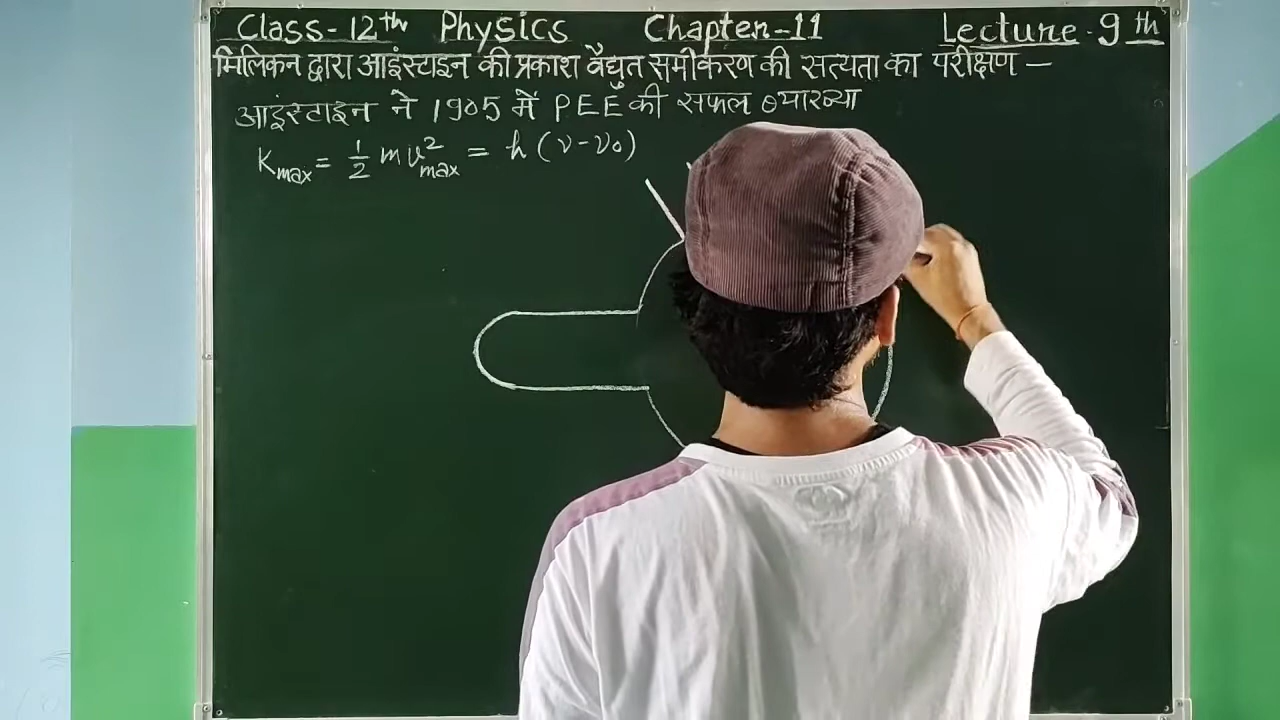 Class-12th Physics Chapter-11 Lecture-9th
मिलिकन द्वारा आइंस्टाइन की प्रकाश वैद्युत समीकरण की सत्यता का परीक्षण —
आइंस्टाइन ने 1905 में PEE की सफल व्याख्या
Kmax = 1/2 mv²max = h(ν-ν₀)